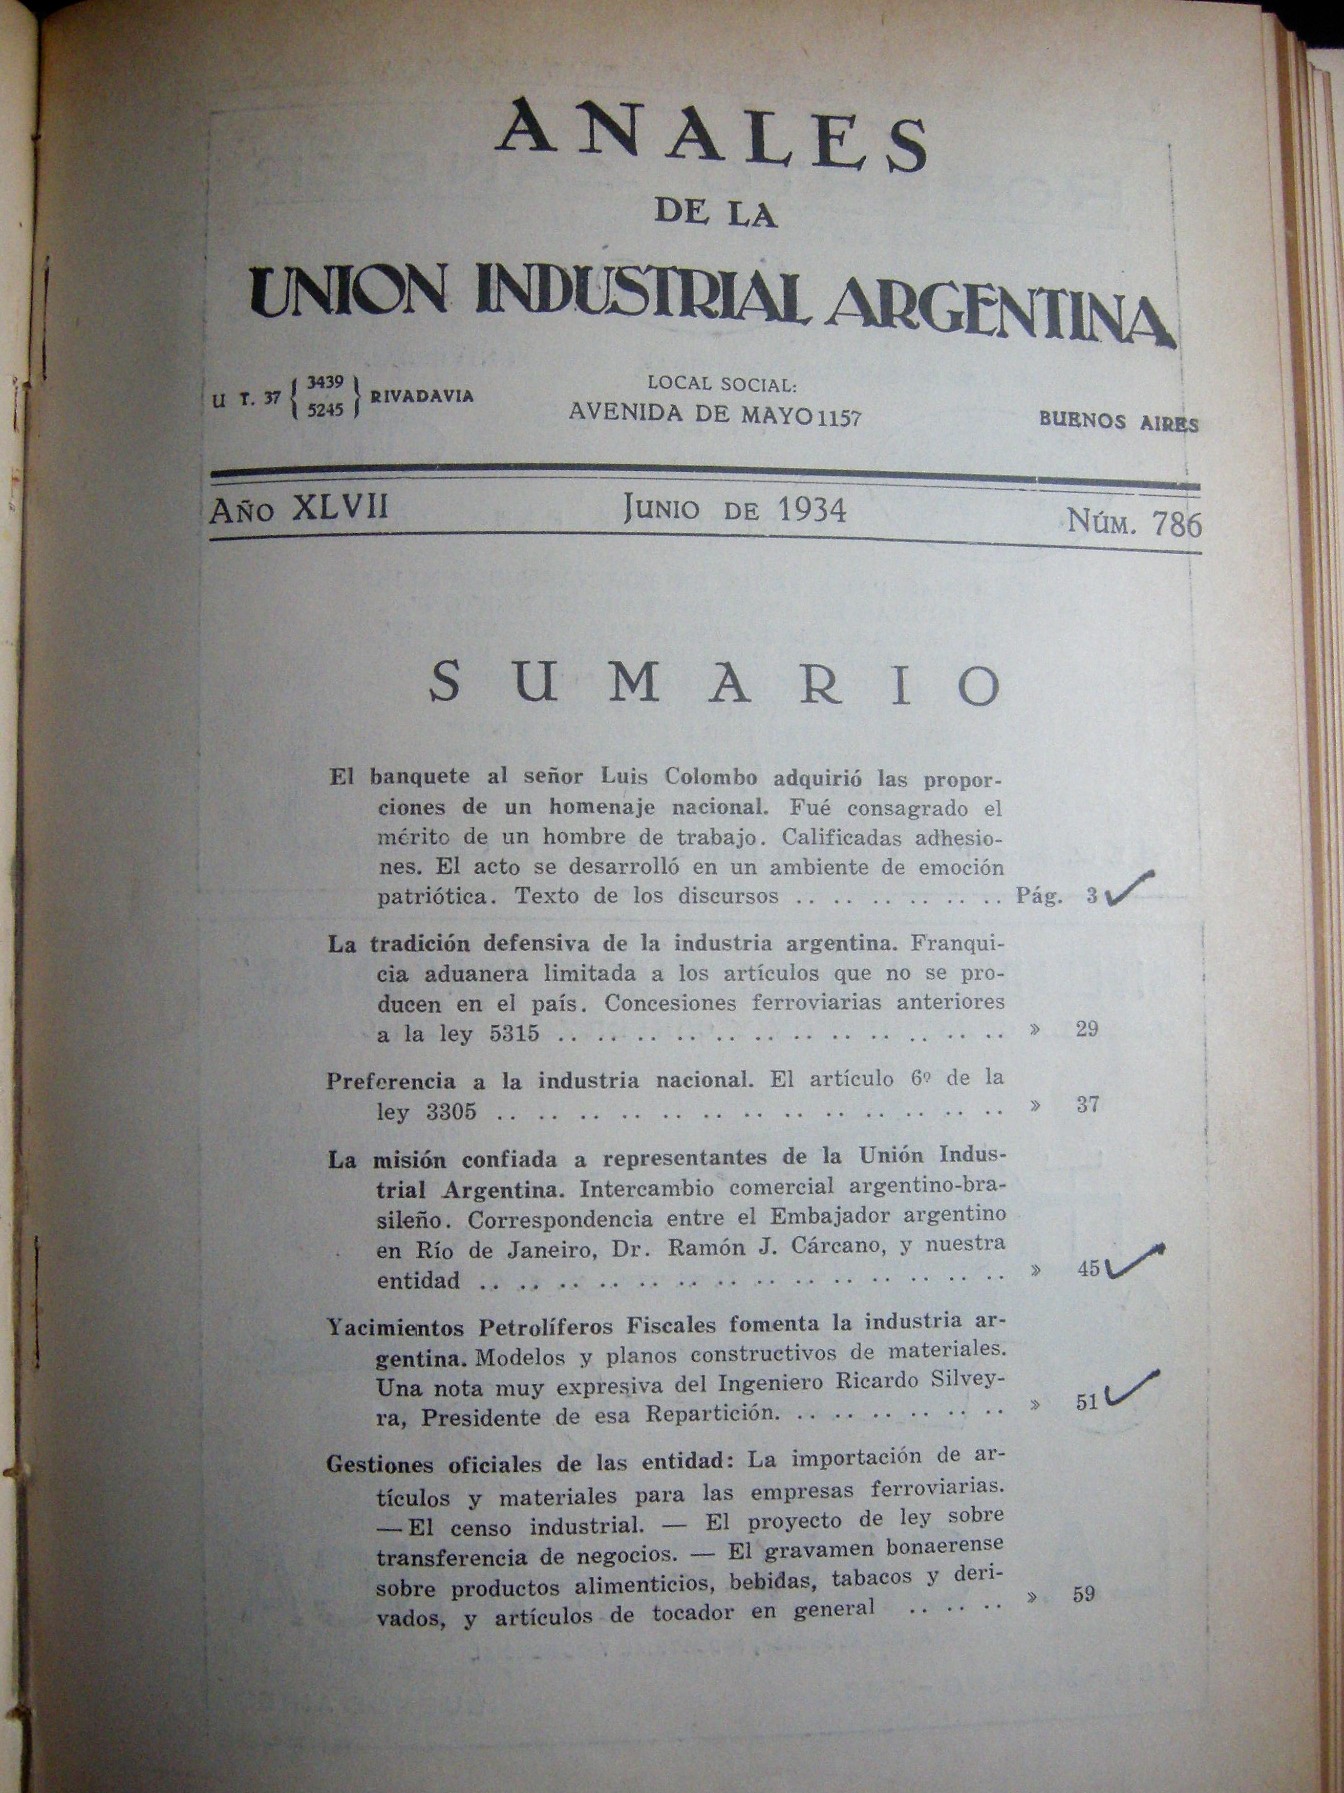 ANALES
DE LA
UNION INDUSTRIAL ARGENTINA
U T. 37 { 3439 5245 } RIVADAVIA
LOCAL SOCIAL:
AVENIDA DE MAYO 1157
BUENOS AIRES
AÑO XLVII JUNIO DE 1934 NÚM. 786
SUMARIO
El banquete al señor Luis Colombo adquirió las propor-
ciones de un homenaje nacional. Fué consagrado el
mérito de un hombre de trabajo. Calificadas adhesio-
nes. El acto se desarrolló en un ambiente de emoción
patriótica. Texto de los discursos .. .. .. .. .. .. Pág. 3
La tradición defensiva de la industria argentina. Franqui-
cia aduanera limitada a los artículos que no se pro-
ducen en el país. Concesiones ferroviarias anteriores
a la ley 5315 .. .. .. .. .. .. .. .. .. .. .. .. » 29
Preferencia a la industria nacional. El artículo 6º de la
ley 3305 .. .. .. .. .. .. .. .. .. .. .. .. .. » 37
La misión confiada a representantes de la Unión Indus-
trial Argentina. Intercambio comercial argentino-bra-
sileño. Correspondencia entre el Embajador argentino
en Río de Janeiro, Dr. Ramón J. Cárcano, y nuestra
entidad .. .. .. .. .. .. .. .. .. .. .. .. .. .. » 45
Yacimientos Petrolíferos Fiscales fomenta la industria ar-
gentina. Modelos y planos constructivos de materiales.
Una nota muy expresiva del Ingeniero Ricardo Silvey-
ra, Presidente de esa Repartición. .. .. .. .. .. .. » 51
Gestiones oficiales de las entidad: La importación de ar-
tículos y materiales para las empresas ferroviarias.
— El censo industrial. — El proyecto de ley sobre
transferencia de negocios. — El gravamen bonaerense
sobre productos alimenticios, bebidas, tabacos y deri-
vados, y artículos de tocador en general .. .. .. » 59